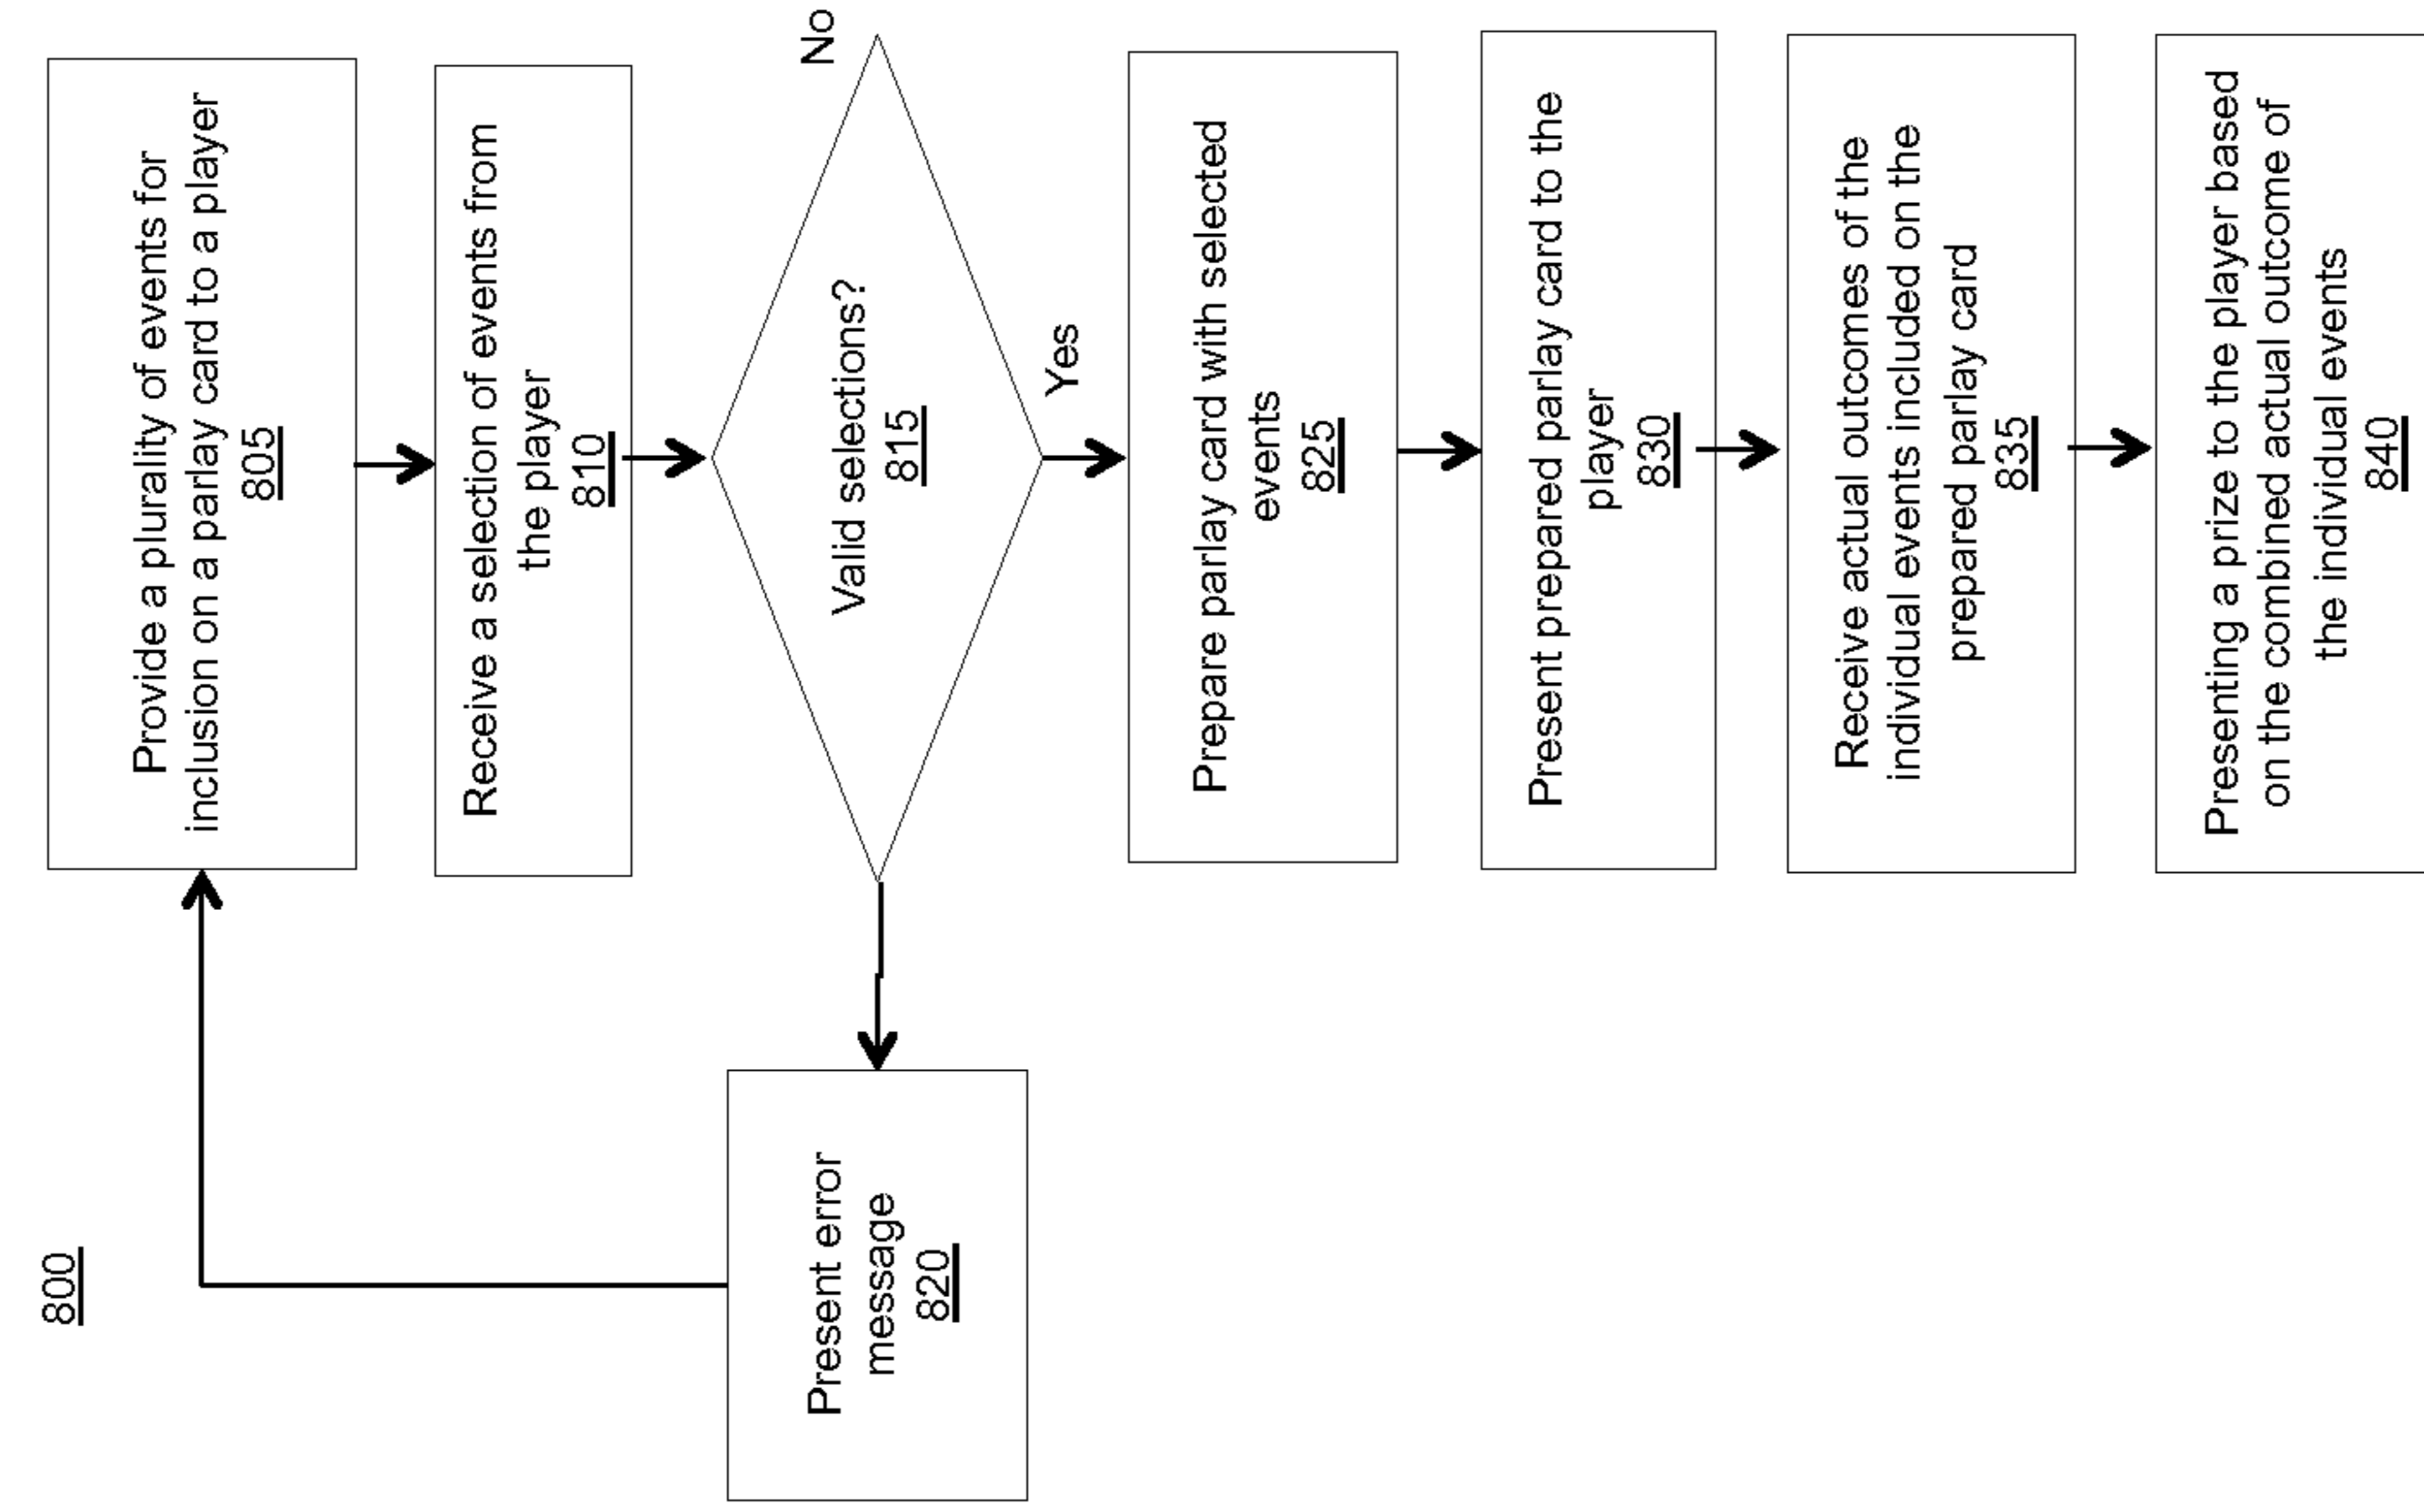 800
Provide a plurality of events for
inclusion on a parlay card to a player
805
Receive a selection of events from
the player
810
Valid selections?
815
No
Yes
Present error
message
820
Prepare parlay card with selected
events
825
Present prepared parlay card to the
player
830
Receive actual outcomes of the
individual events included on the
prepared parlay card
835
Presenting a prize to the player based
on the combined actual outcome of
the individual events
840